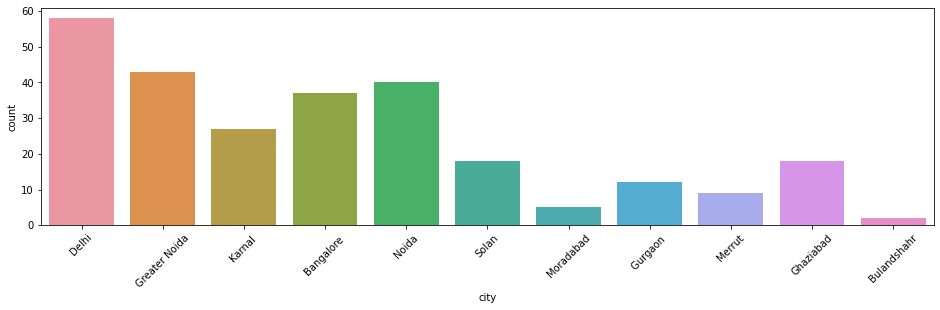 60
50
40
30
20
10
0
count
Delhi
Greater Noida
Karnal
Bangalore
Noida
Solan
Moradabad
Gurgaon
Merrut
Ghaziabad
Bulandshahr
city